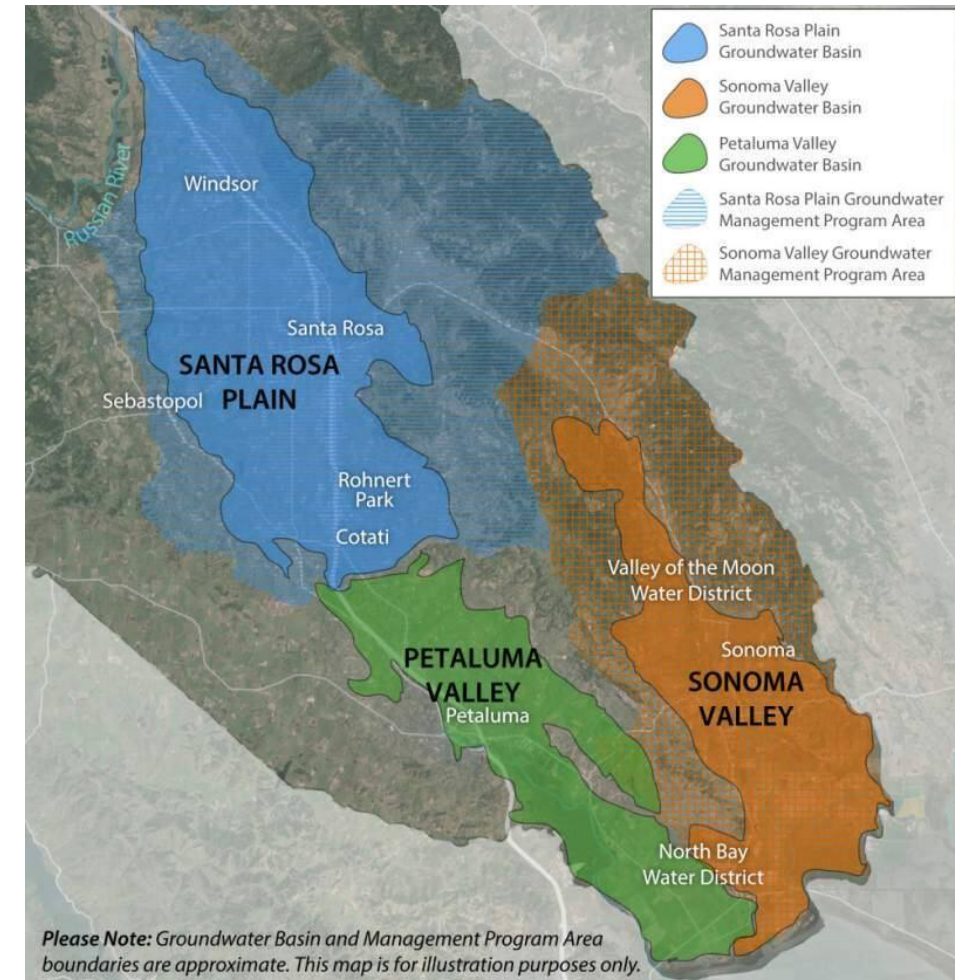 Santa Rosa Plain
Groundwater Basin
Sonoma Valley
Groundwater Basin
Petaluma Valley
Groundwater Basin
Santa Rosa Plain Groundwater
Management Program Area
Sonoma Valley Groundwater
Management Program Area
Russian River
Windsor
Santa Rosa
SANTA ROSA
PLAIN
Sebastopol
Rohnert
Park
Cotati
Valley of the Moon
Water District
Sonoma
SONOMA
VALLEY
PETALUMA
VALLEY
Petaluma
North Bay
Water District
Please Note: Groundwater Basin and Management Program Area
boundaries are approximate. This map is for illustration purposes only.